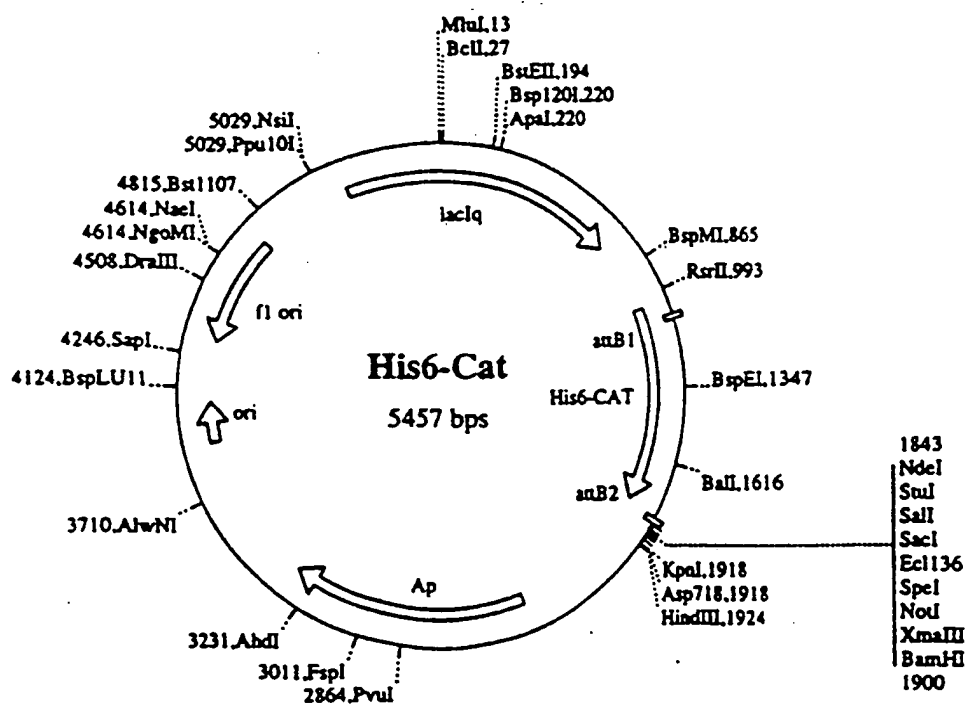 MluI,13
BclI,27
BstEII,194
Bsp120I,220
ApaI,220
5029,NsiI
5029,Ppu10I
4815,Bst1107
4614,NaeI
4614,NgoMI
4508,DraIII
lacIq
BspMI,865
RsrII,993
f1 ori
attB1
4246,SapI
4124,BspLU11
His6-Cat
5457 bps
His6-CAT
BspEI,1347
ori
attB2
BalI,1616
1843
NdeI
StuI
SalI
SacI
Ecl136
SpeI
NotI
XmaIII
BamHI
1900
3710,AlwNI
KpnI,1918
Asp718,1918
HindIII,1924
Ap
3231,AhdI
3011,FspI
2864,PvuI